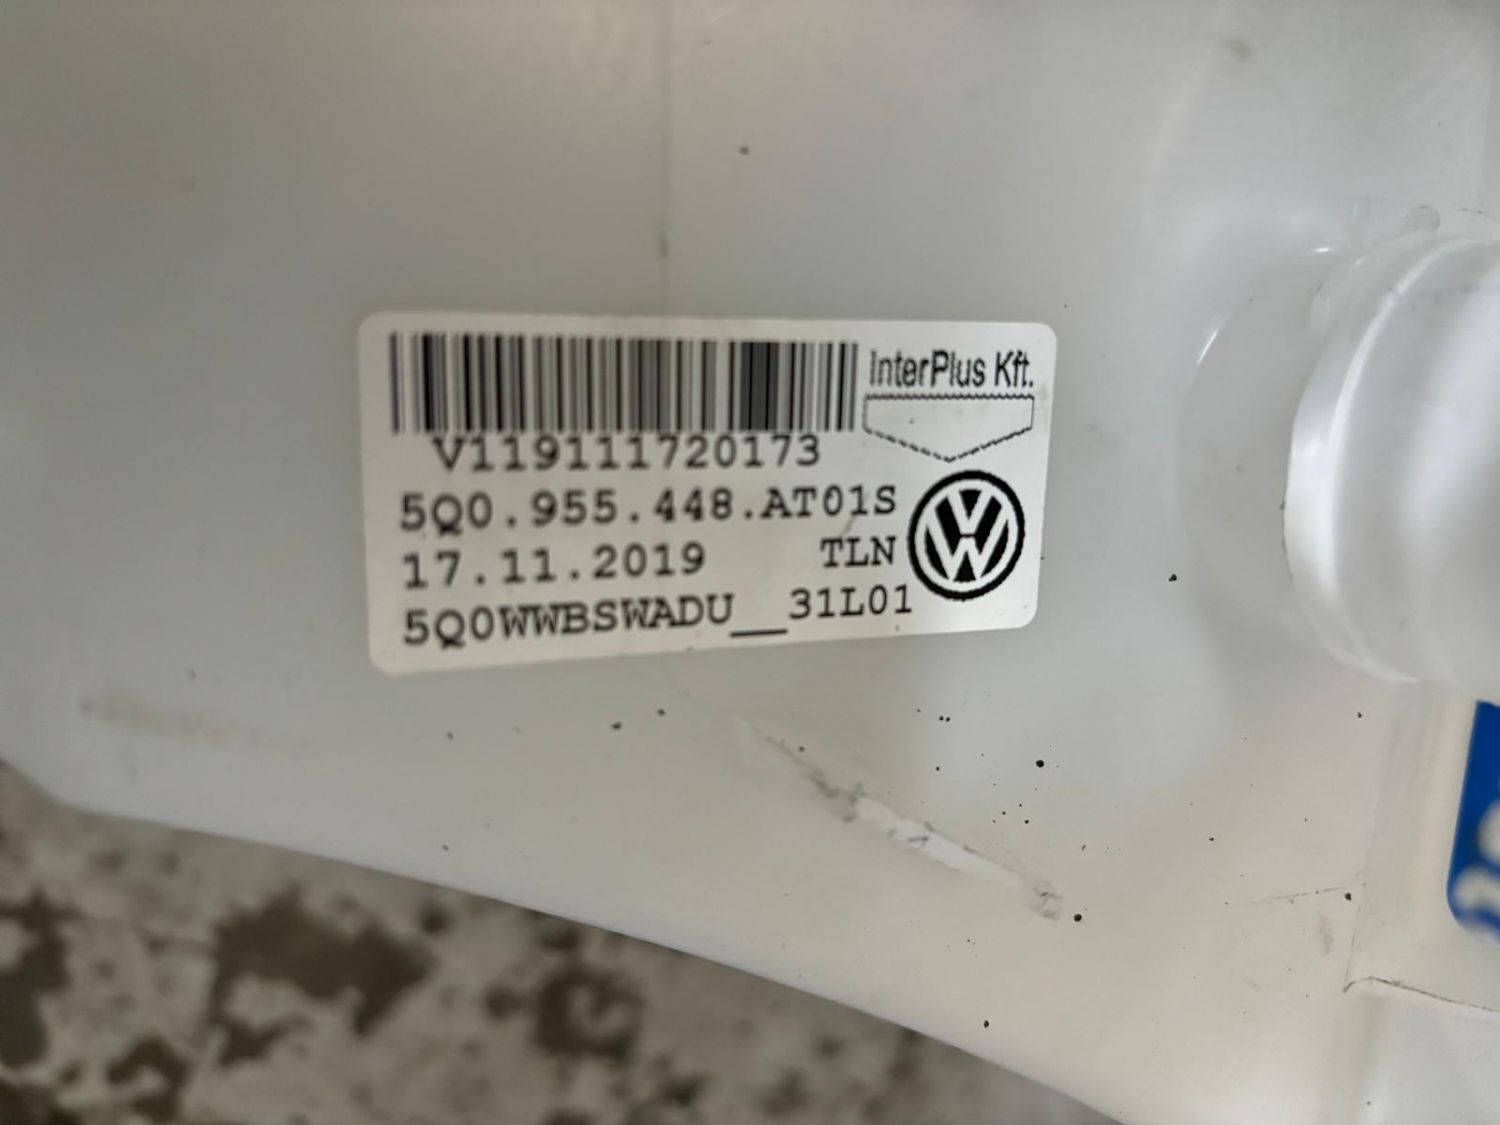 InterPlus Kft.
V119111720173
5Q0.955.448.AT01S
17.11.2019 TLN
5Q0WWBSWADU__31L01